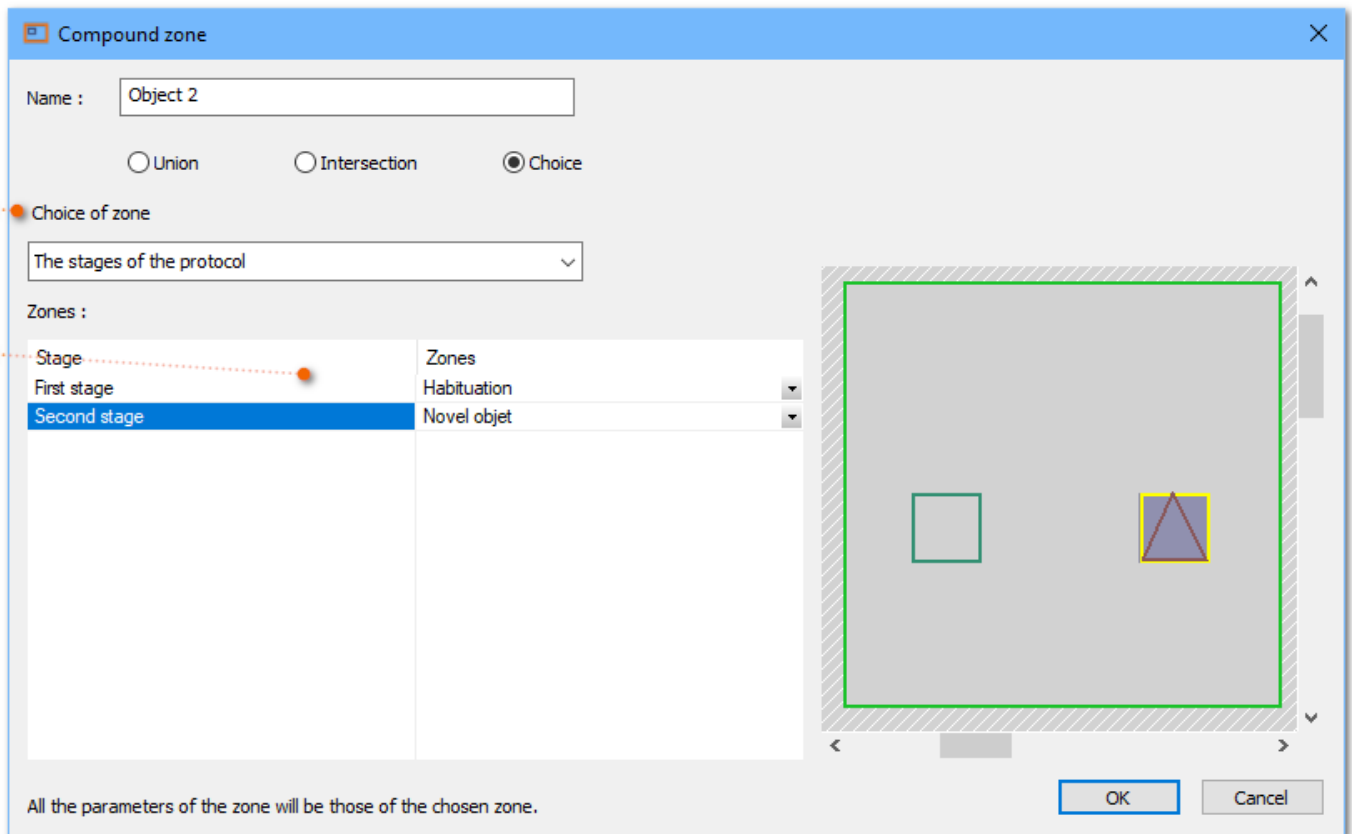 Compound zone
Name :
Object 2
Union Intersection Choice
Choice of zone
The stages of the protocol
Zones :
Stage Zones
First stage Habituation
Second stage Novel objet
All the parameters of the zone will be those of the chosen zone.
OK Cancel